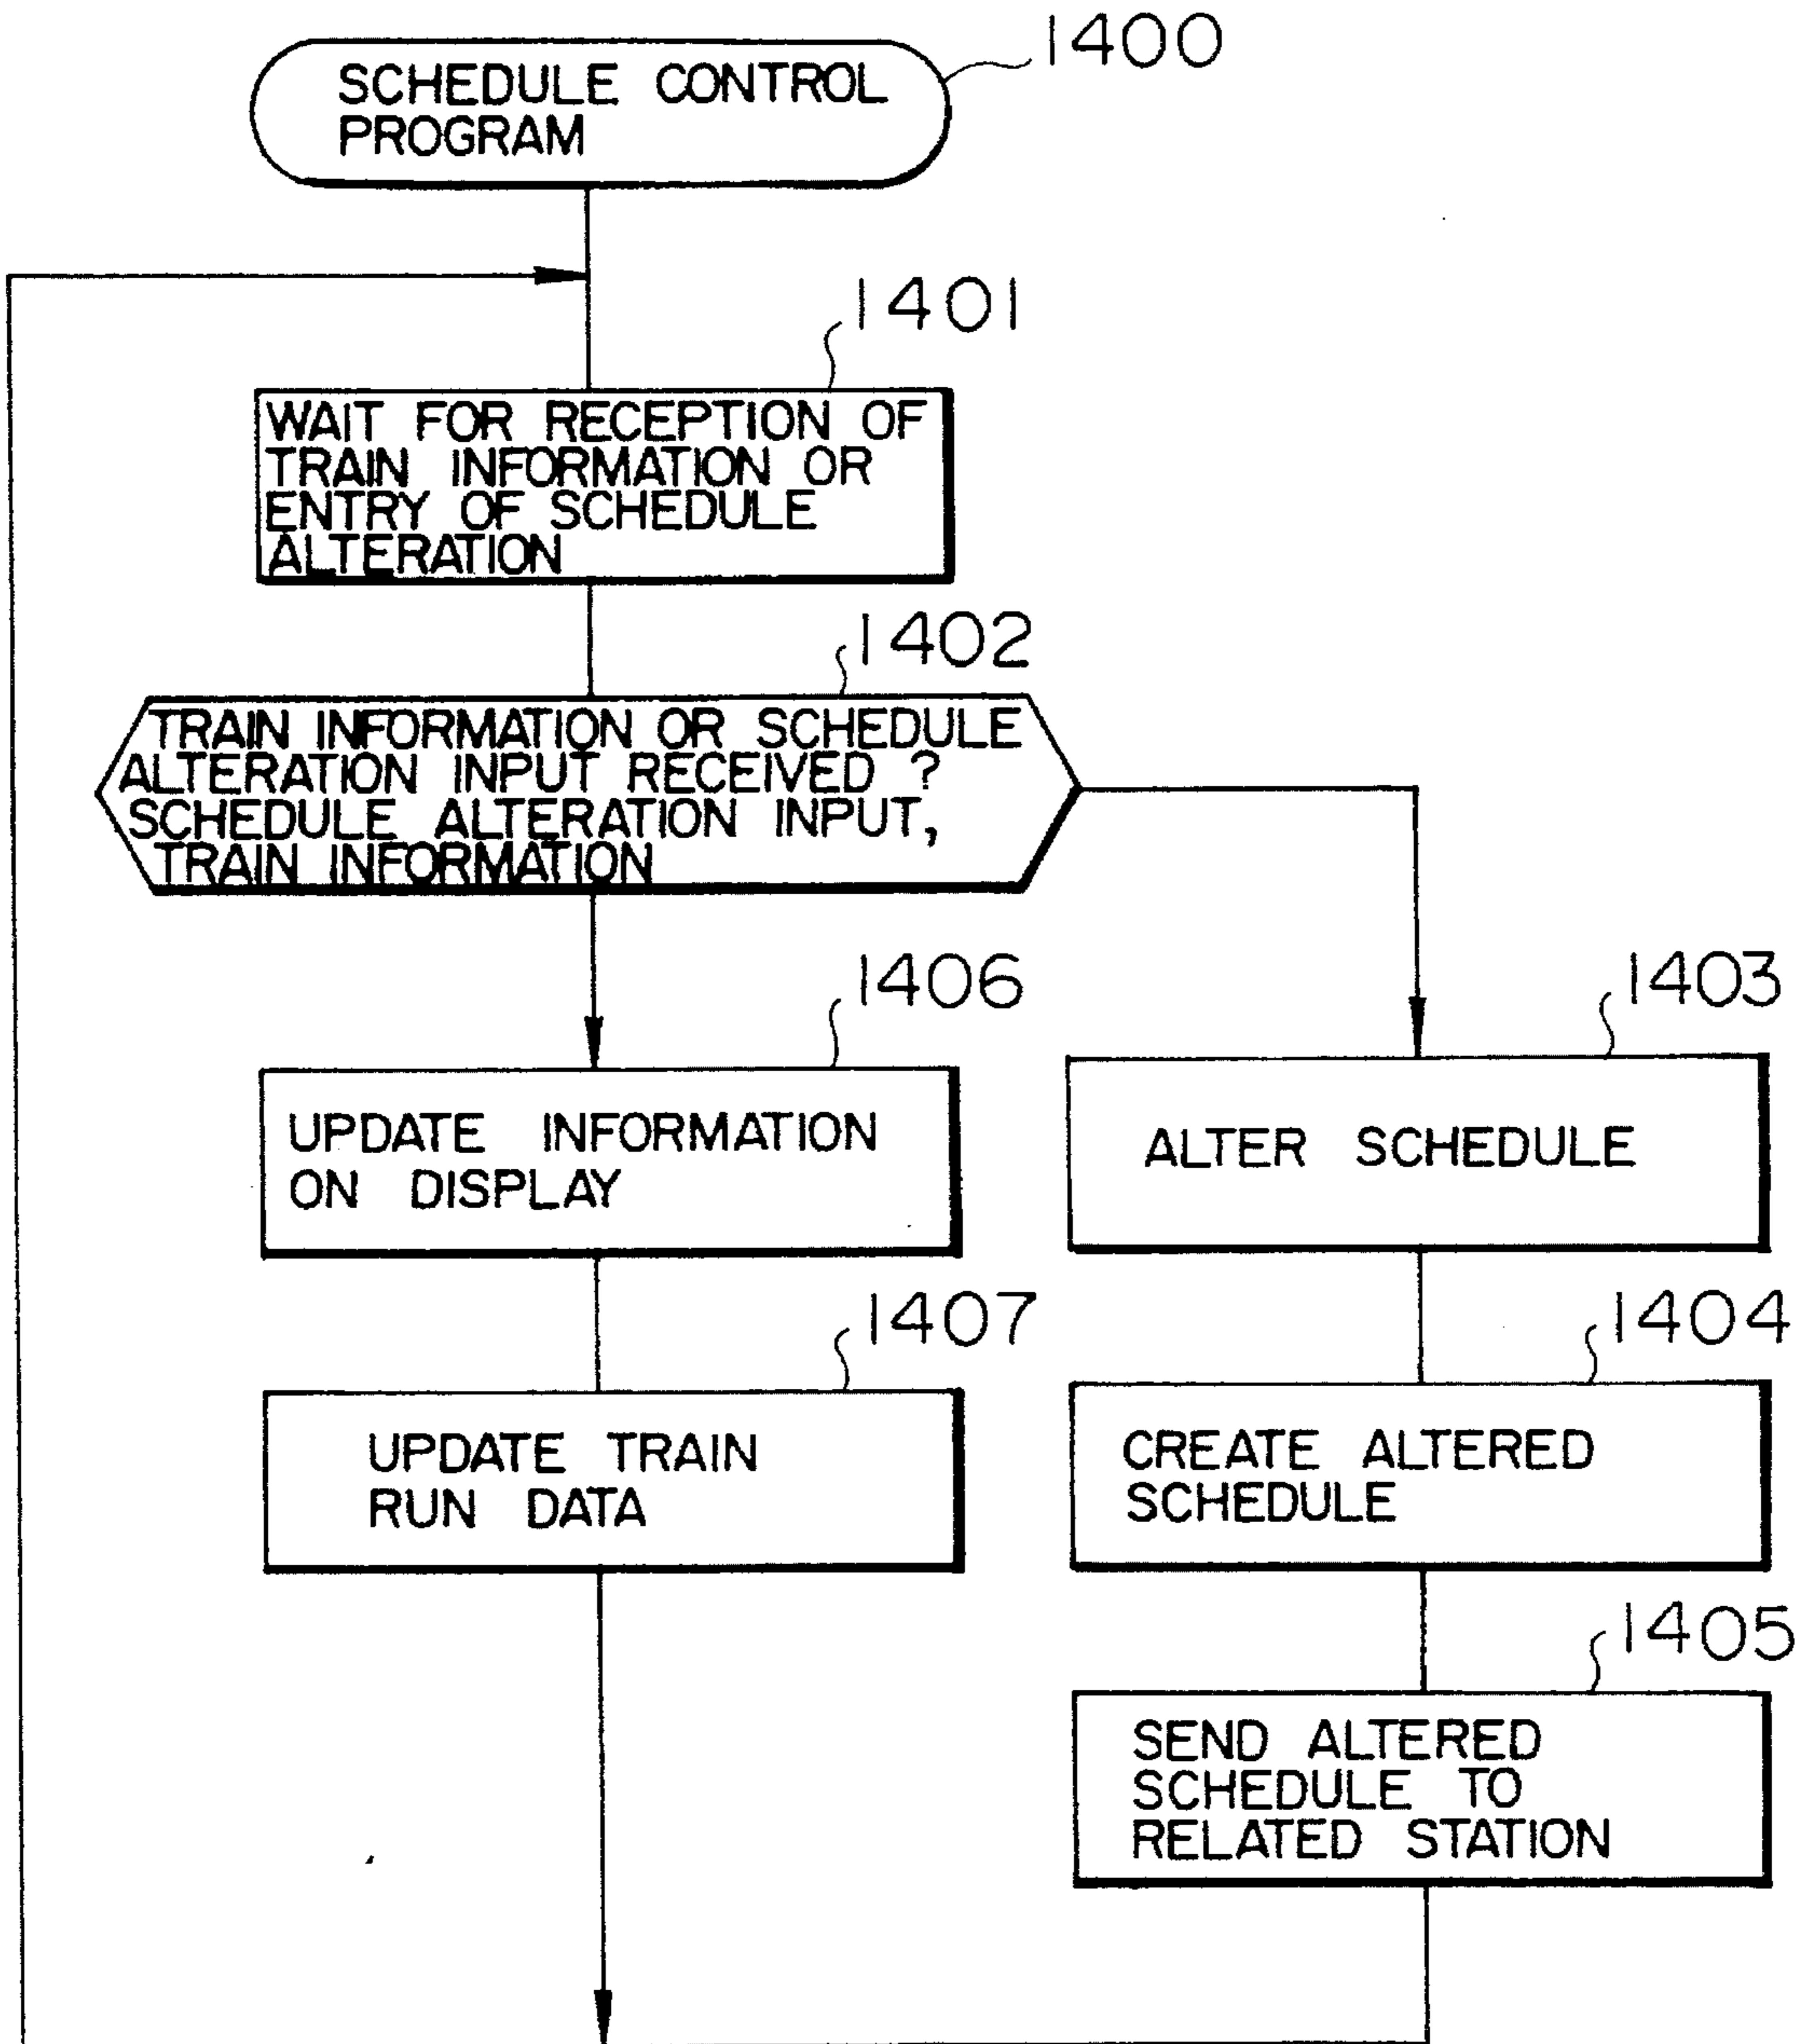 1400
SCHEDULE CONTROL
PROGRAM
1401
WAIT FOR RECEPTION OF
TRAIN INFORMATION OR
ENTRY OF SCHEDULE
ALTERATION
1402
TRAIN INFORMATION OR SCHEDULE
ALTERATION INPUT RECEIVED ?
SCHEDULE ALTERATION INPUT,
TRAIN INFORMATION
1406
UPDATE INFORMATION
ON DISPLAY
1403
ALTER SCHEDULE
1407
UPDATE TRAIN
RUN DATA
1404
CREATE ALTERED
SCHEDULE
1405
SEND ALTERED
SCHEDULE TO
RELATED STATION